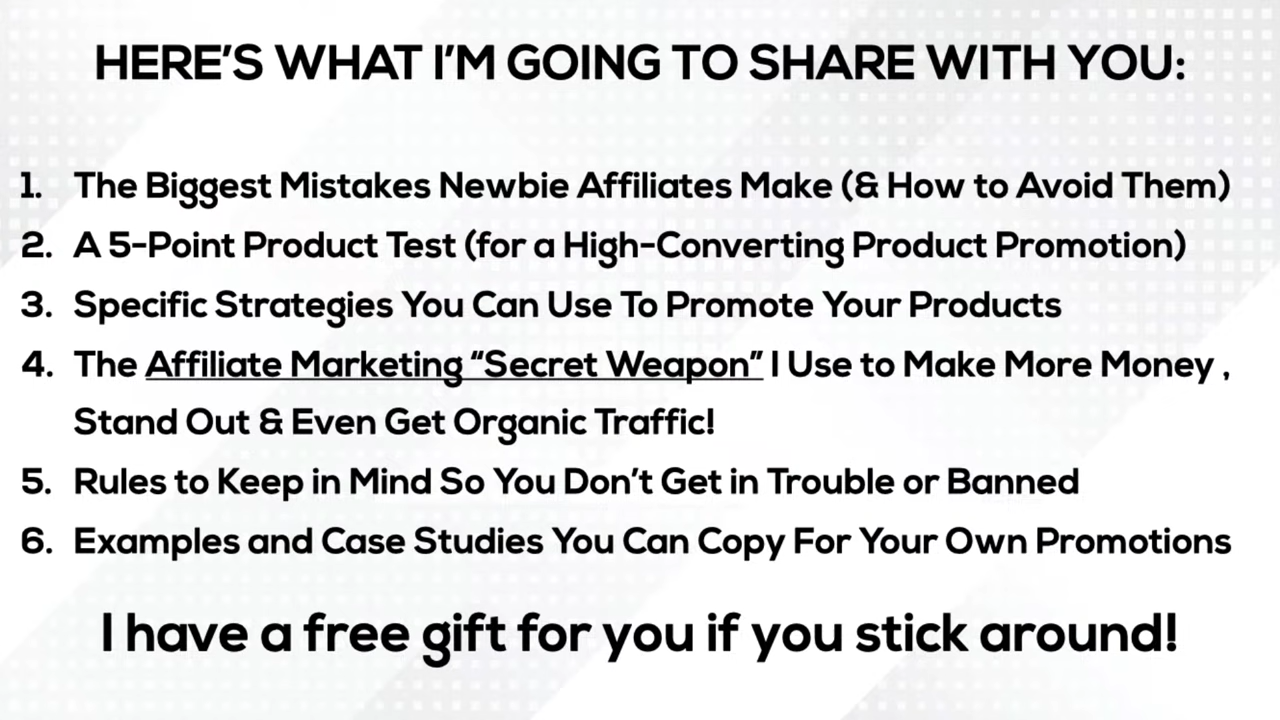 HERE'S WHAT I'M GOING TO SHARE WITH YOU:
1. The Biggest Mistakes Newbie Affiliates Make (& How to Avoid Them)
2. A 5-Point Product Test (for a High-Converting Product Promotion)
3. Specific Strategies You Can Use To Promote Your Products
4. The Affiliate Marketing “Secret Weapon” I Use to Make More Money ,
Stand Out & Even Get Organic Traffic!
5. Rules to Keep in Mind So You Don't Get in Trouble or Banned
6. Examples and Case Studies You Can Copy For Your Own Promotions
I have a free gift for you if you stick around!